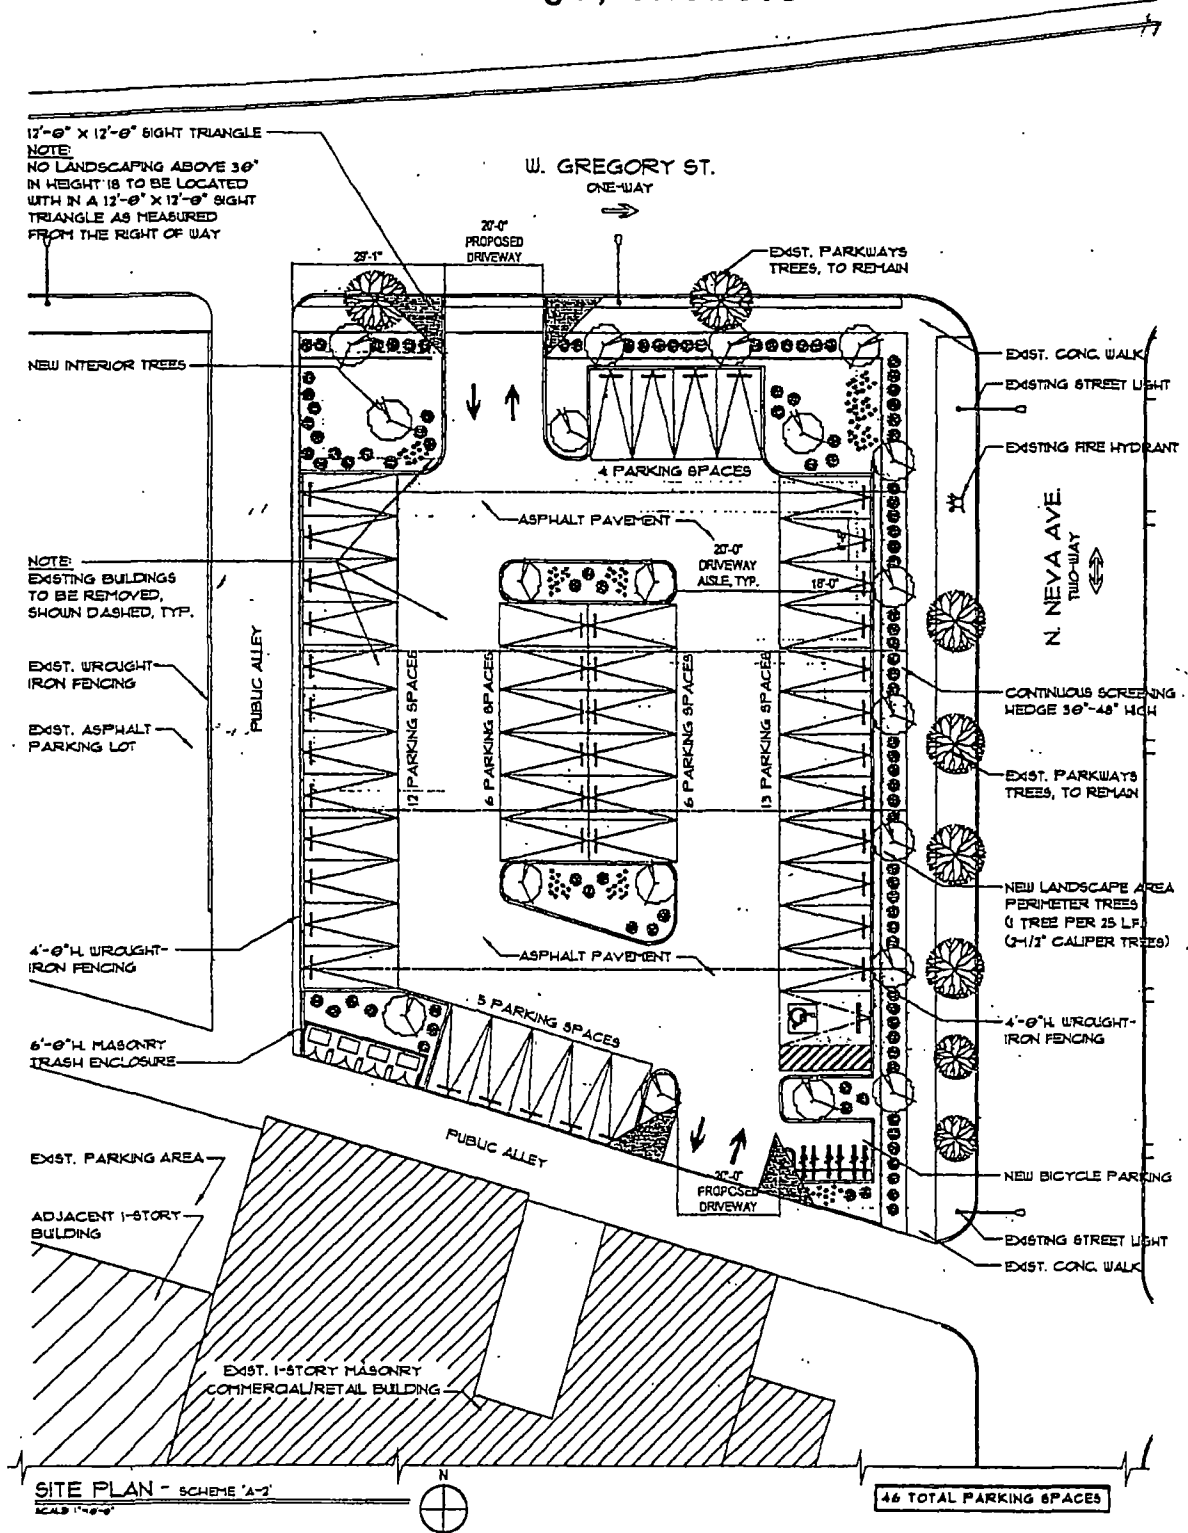 12'-0" X 12'-0" SIGHT TRIANGLE
NOTE:
NO LANDSCAPING ABOVE 30"
IN HEIGHT IS TO BE LOCATED
WITH IN A 12'-0" X 12'-0" SIGHT
TRIANGLE AS MEASURED
FROM THE RIGHT OF WAY
W. GREGORY ST.
ONE-WAY
20'-0"
PROPOSED
DRIVEWAY
29'-1"
EXIST. PARKWAYS
TREES, TO REMAIN
NEW INTERIOR TREES
EXIST. CONC. WALK
EXISTING STREET LIGHT
EXISTING FIRE HYDRANT
4 PARKING SPACES
ASPHALT PAVEMENT
20'-0"
DRIVEWAY
AISLE, TYP.
18'-0"
N. NEVA AVE.
TWO-WAY
NOTE:
EXISTING BUILDINGS
TO BE REMOVED,
SHOWN DASHED, TYP.
PUBLIC ALLEY
EXIST. WROUGHT-
IRON FENCING
EXIST. ASPHALT
PARKING LOT
12 PARKING SPACES
6 PARKING SPACES
6 PARKING SPACES
13 PARKING SPACES
CONTINUOUS SCREENING
HEDGE 30"-48" HIGH
EXIST. PARKWAYS
TREES, TO REMAIN
NEW LANDSCAPE AREA
PERIMETER TREES
(1 TREE PER 25 LF.)
(2-1/2" CALIPER TREES)
4'-0"H. WROUGHT-
IRON FENCING
ASPHALT PAVEMENT
5 PARKING SPACES
4'-0"H. WROUGHT-
IRON FENCING
6'-0"H. MASONRY
TRASH ENCLOSURE
PUBLIC ALLEY
20'-0"
PROPOSED
DRIVEWAY
NEW BICYCLE PARKING
EXIST. PARKING AREA
ADJACENT 1-STORY
BUILDING
EXISTING STREET LIGHT
EXIST. CONC. WALK
EXIST. 1-STORY MASONRY
COMMERCIAL/RETAIL BUILDING
SITE PLAN - SCHEME 'A-2'
SCALE:
N
46 TOTAL PARKING SPACES